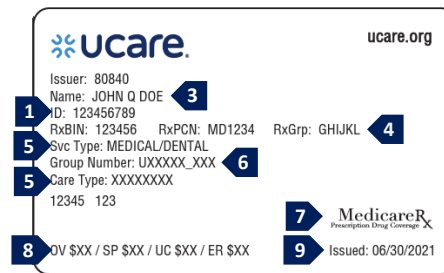 ucare.
ucare.org
Issuer: 80840
Name: JOHN Q DOE 3
1 ID: 123456789
RxBIN: 123456 RxPCN: MD1234 RxGrp: GHIJKL 4
5 Svc Type: MEDICAL/DENTAL
Group Number: UXXXXX_XXX 6
5 Care Type: XXXXXXXX
12345 123
7 MedicareRx
Prescription Drug Coverage
8 OV $XX / SP $XX / UC $XX / ER $XX
9 Issued: 06/30/2021